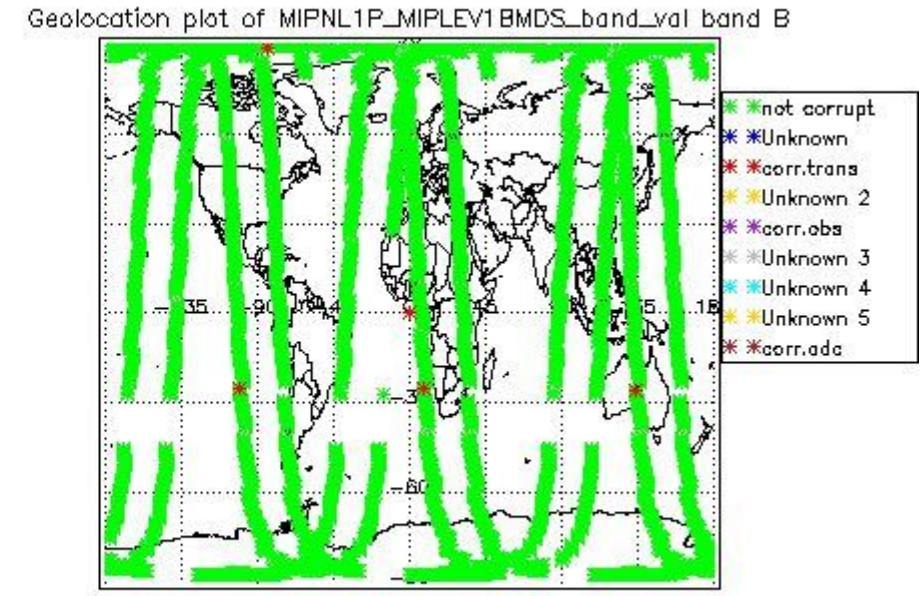 Geolocation plot of MIPNL1P_MIPLEV1BMDS_band_val band B
not corrupt
Unknown
corr.trans
Unknown 2
corr.obs
Unknown 3
Unknown 4
Unknown 5
corr.adc
-90
-60